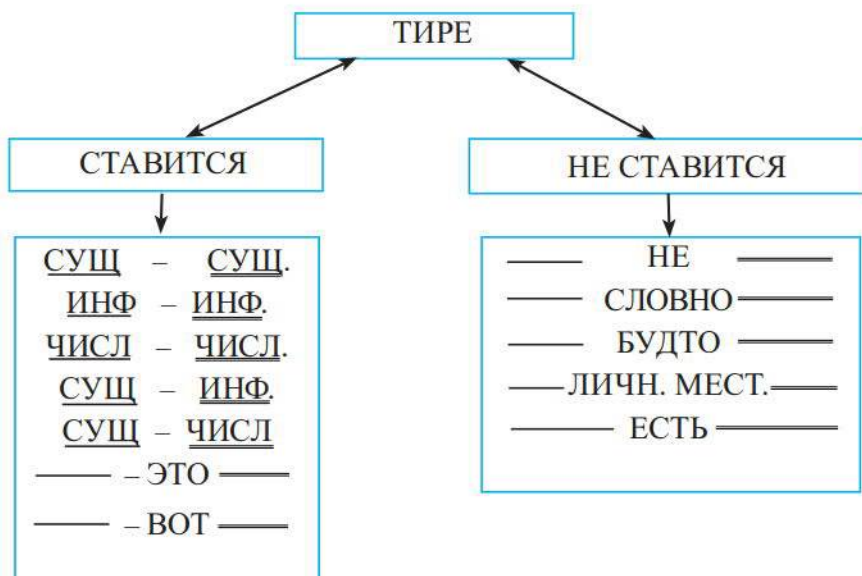 ТИРЕ
СТАВИТСЯ
НЕ СТАВИТСЯ
СУЩ – СУЩ.
ИНФ – ИНФ.
ЧИСЛ – ЧИСЛ.
СУЩ – ИНФ.
СУЩ – ЧИСЛ
– ЭТО
– ВОТ
НЕ
СЛОВНО
БУДТО
ЛИЧН. МЕСТ.
ЕСТЬ